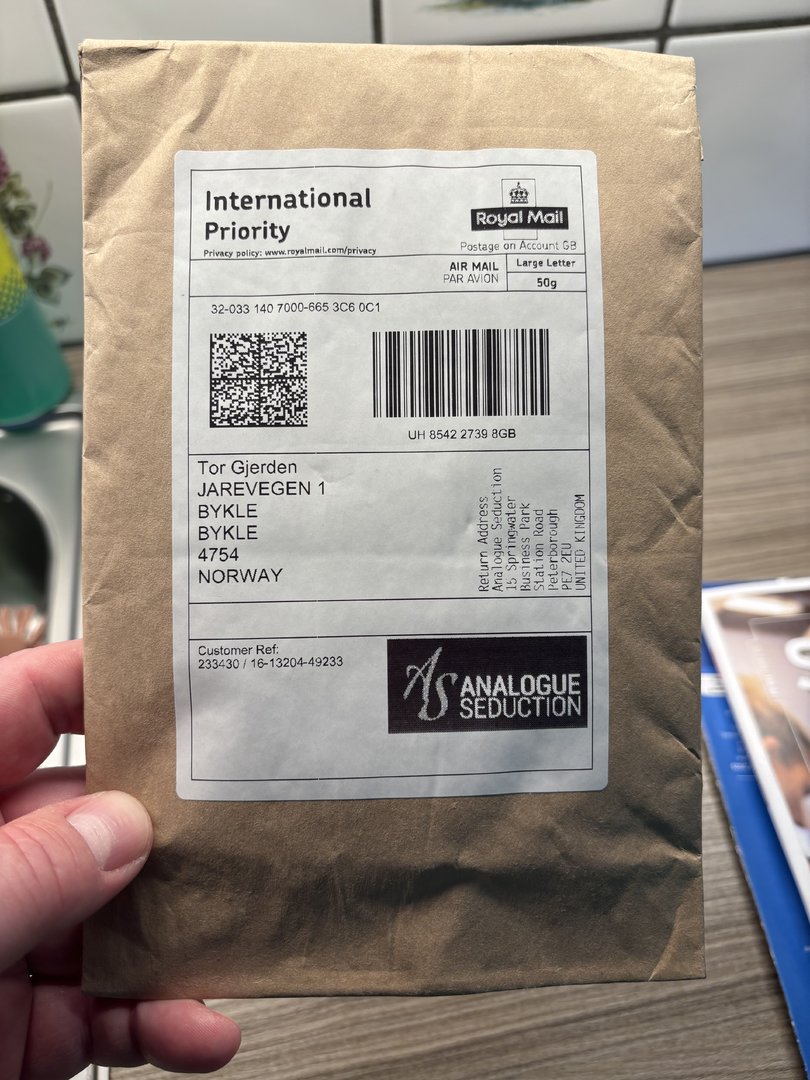 International
Priority
Privacy policy: www.royalmail.com/privacy
Royal Mail
Postage on Account GB
AIR MAIL
PAR AVION
Large Letter
50g
32-033 140 7000-665 3C6 0C1
UH 8542 2739 8GB
Tor Gjerden
JAREVEGEN 1
BYKLE
BYKLE
4754
NORWAY
Return Address
Analogue Seduction
15 Springwater
Business Park
Station Road
Peterborough
PE7 2EU
UNITED KINGDOM
Customer Ref:
233430 / 16-13204-49233
AS
ANALOGUE
SEDUCTION